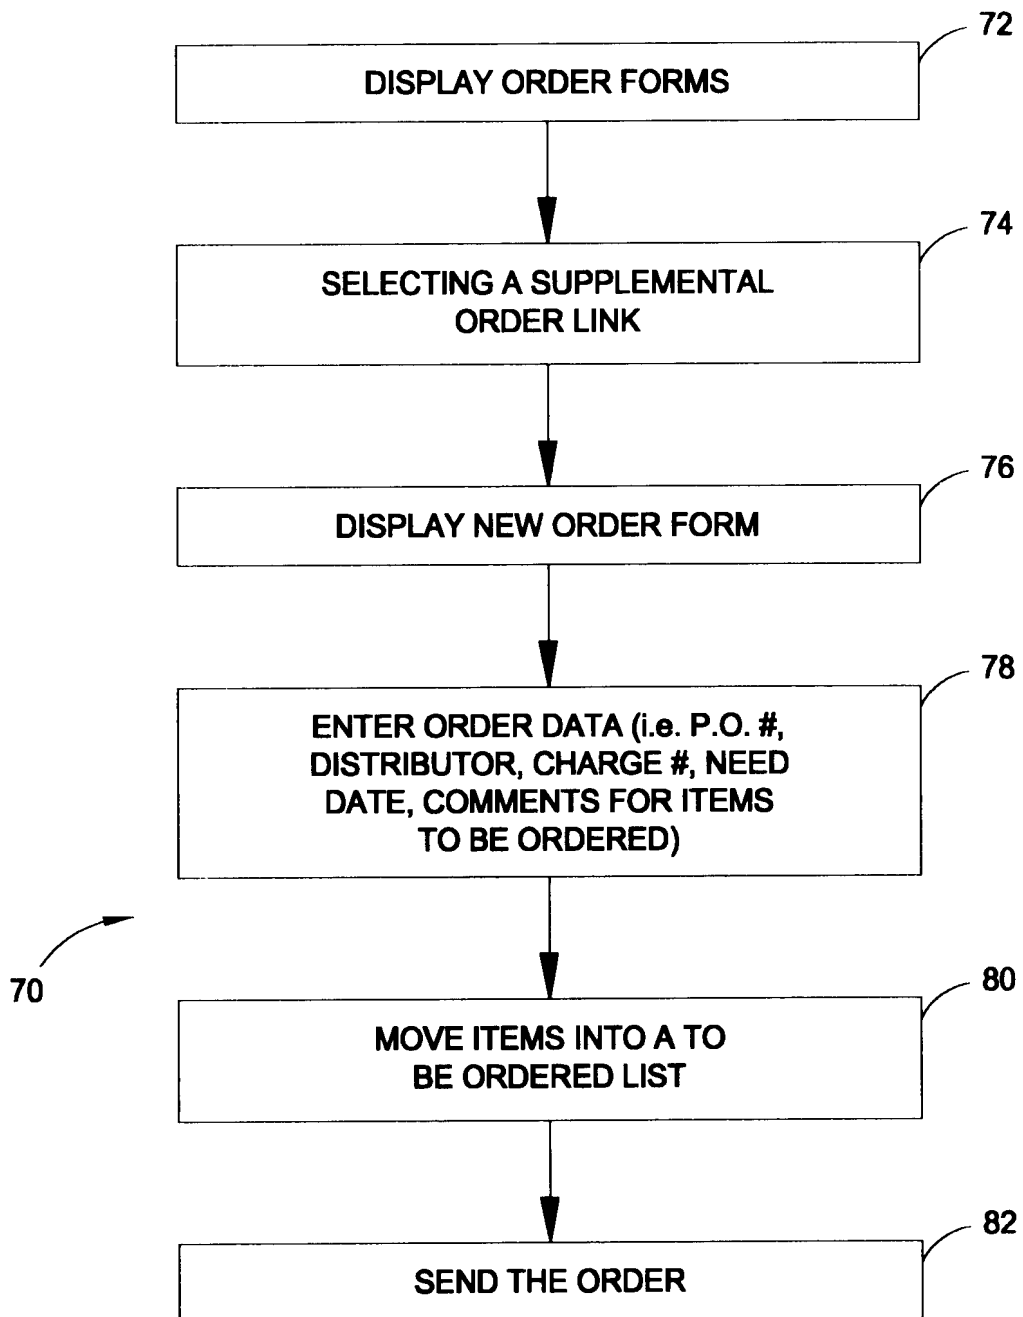 72
DISPLAY ORDER FORMS
74
SELECTING A SUPPLEMENTAL
ORDER LINK
76
DISPLAY NEW ORDER FORM
78
ENTER ORDER DATA (i.e. P.O. #,
DISTRIBUTOR, CHARGE #, NEED
DATE, COMMENTS FOR ITEMS
TO BE ORDERED)
70
80
MOVE ITEMS INTO A TO
BE ORDERED LIST
82
SEND THE ORDER